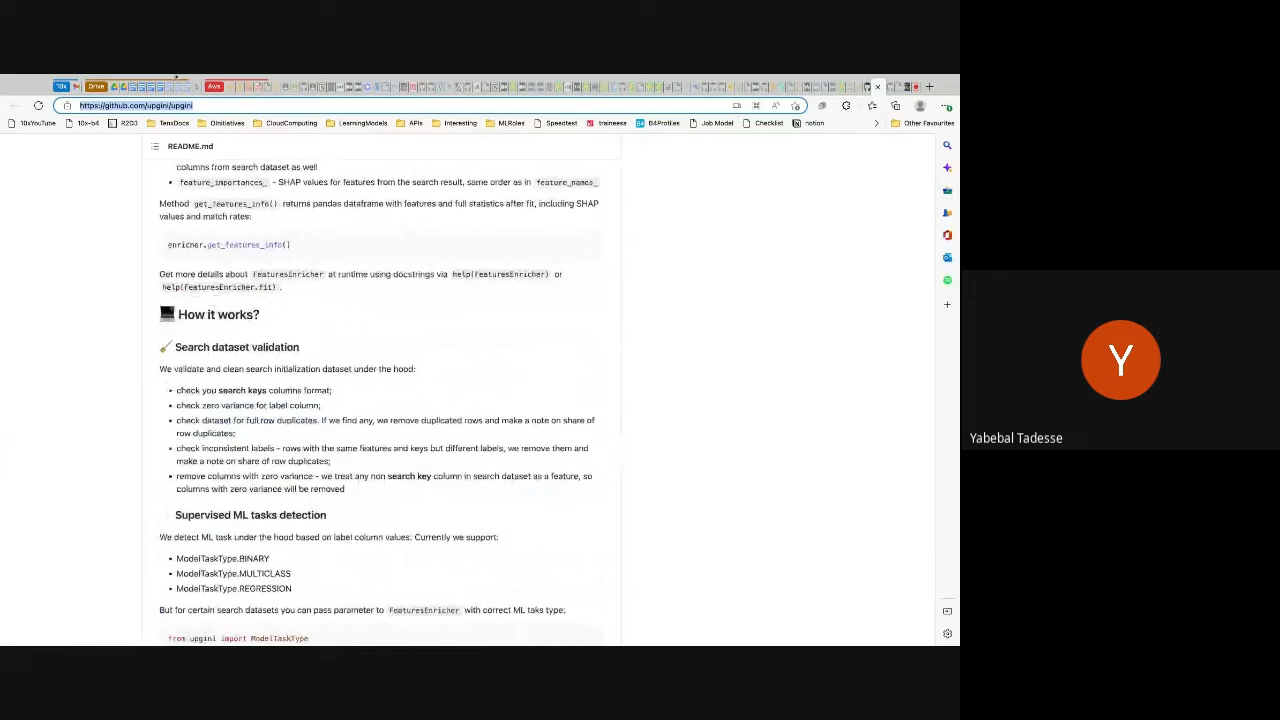 10x
Drive
Aws
https://github.com/upgini/upgini
10xYouTube 10x-b4 R2D3 TenxDocs OInitiatives CloudComputing LearningModels APIs Interesting MLRoles Speedtest traineess B4Profiles Job Model Checklist notion Other Favourites
README.md
columns from search dataset as well
• feature_importances_ - SHAP values for features from the search result, same order as in feature_names_
Method get_features_info() returns pandas dataframe with features and full statistics after fit, including SHAP
values and match rates:
enricher.get_features_info()
Get more details about FeaturesEnricher at runtime using docstrings via help(FeaturesEnricher) or
help(FeaturesEnricher.fit) .
How it works?
Search dataset validation
We validate and clean search initialization dataset under the hood:
• check you search keys columns format;
• check zero variance for label column;
• check dataset for full row duplicates. If we find any, we remove duplicated rows and make a note on share of
row duplicates;
• check inconsistent labels - rows with the same features and keys but different labels, we remove them and
make a note on share of row duplicates;
• remove columns with zero variance - we treat any non search key column in search dataset as a feature, so
columns with zero variance will be removed
Supervised ML tasks detection
We detect ML task under the hood based on label column values. Currently we support:
• ModelTaskType.BINARY
• ModelTaskType.MULTICLASS
• ModelTaskType.REGRESSION
But for certain search datasets you can pass parameter to FeaturesEnricher with correct ML taks type:
from upgini import ModelTaskType
Y
Yabebal Tadesse